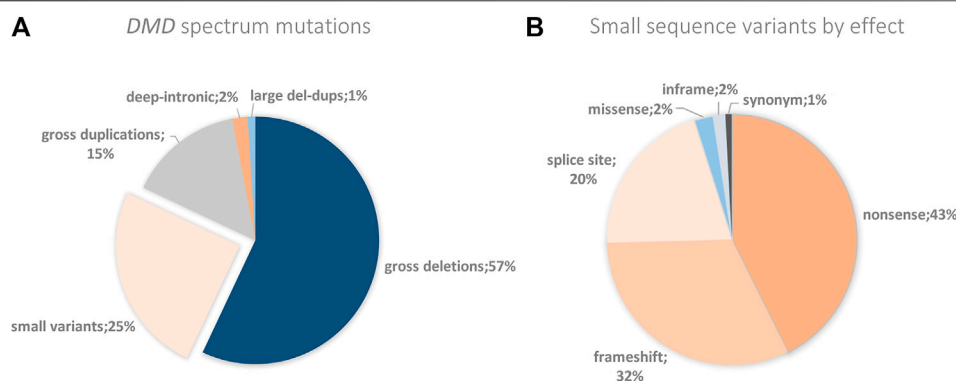 A
DMD spectrum mutations
deep-intronic;2%
large del-dups;1%
gross duplications;
15%
gross deletions;57%
small variants;25%
B
Small sequence variants by effect
inframe;2%
missense;2%
synonym;1%
splice site;
20%
nonsense;43%
frameshift;
32%